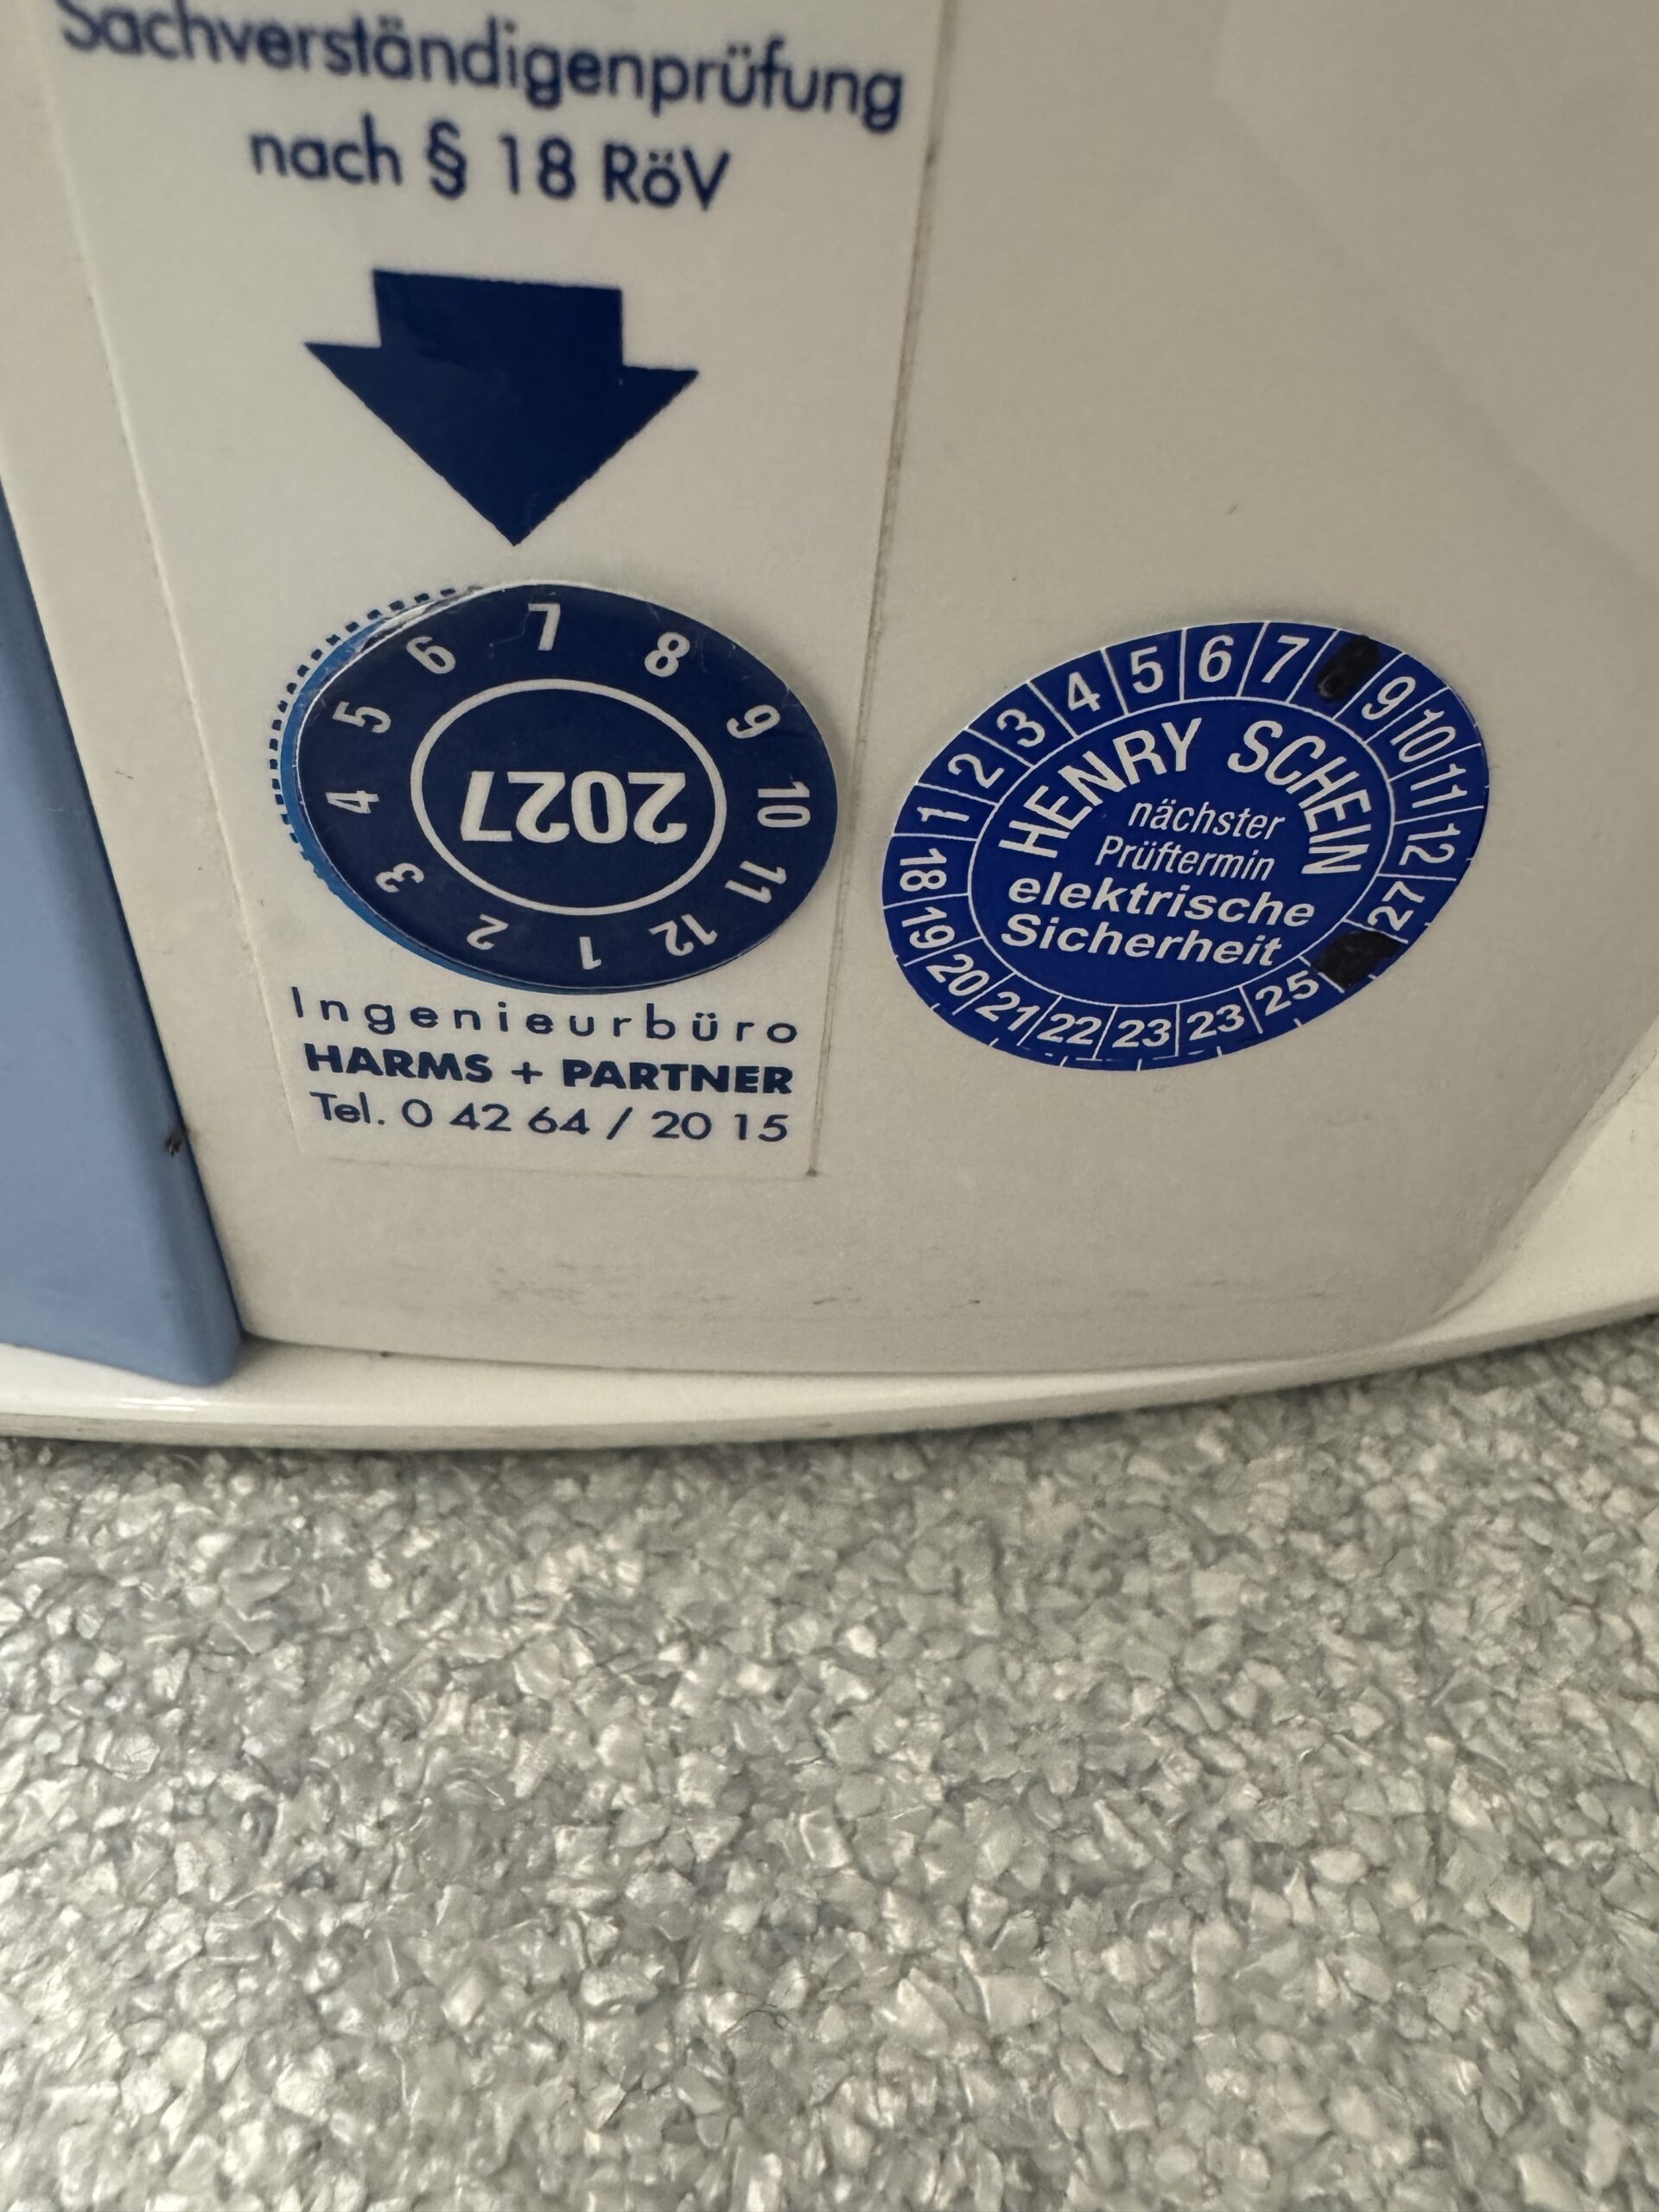 Sachverständigenprüfung
nach § 18 RöV
7 8 9 10 11 12 1 2 3 4 5 6
2027
Ingenieurbüro
HARMS + PARTNER
Tel. 0 42 64 / 20 15
1 2 3 4 5 6 7 9 10 11 12
HENRY SCHEIN
nächster
Prüftermin
elektrische
Sicherheit
18 19 20 21 22 23 23 25 27